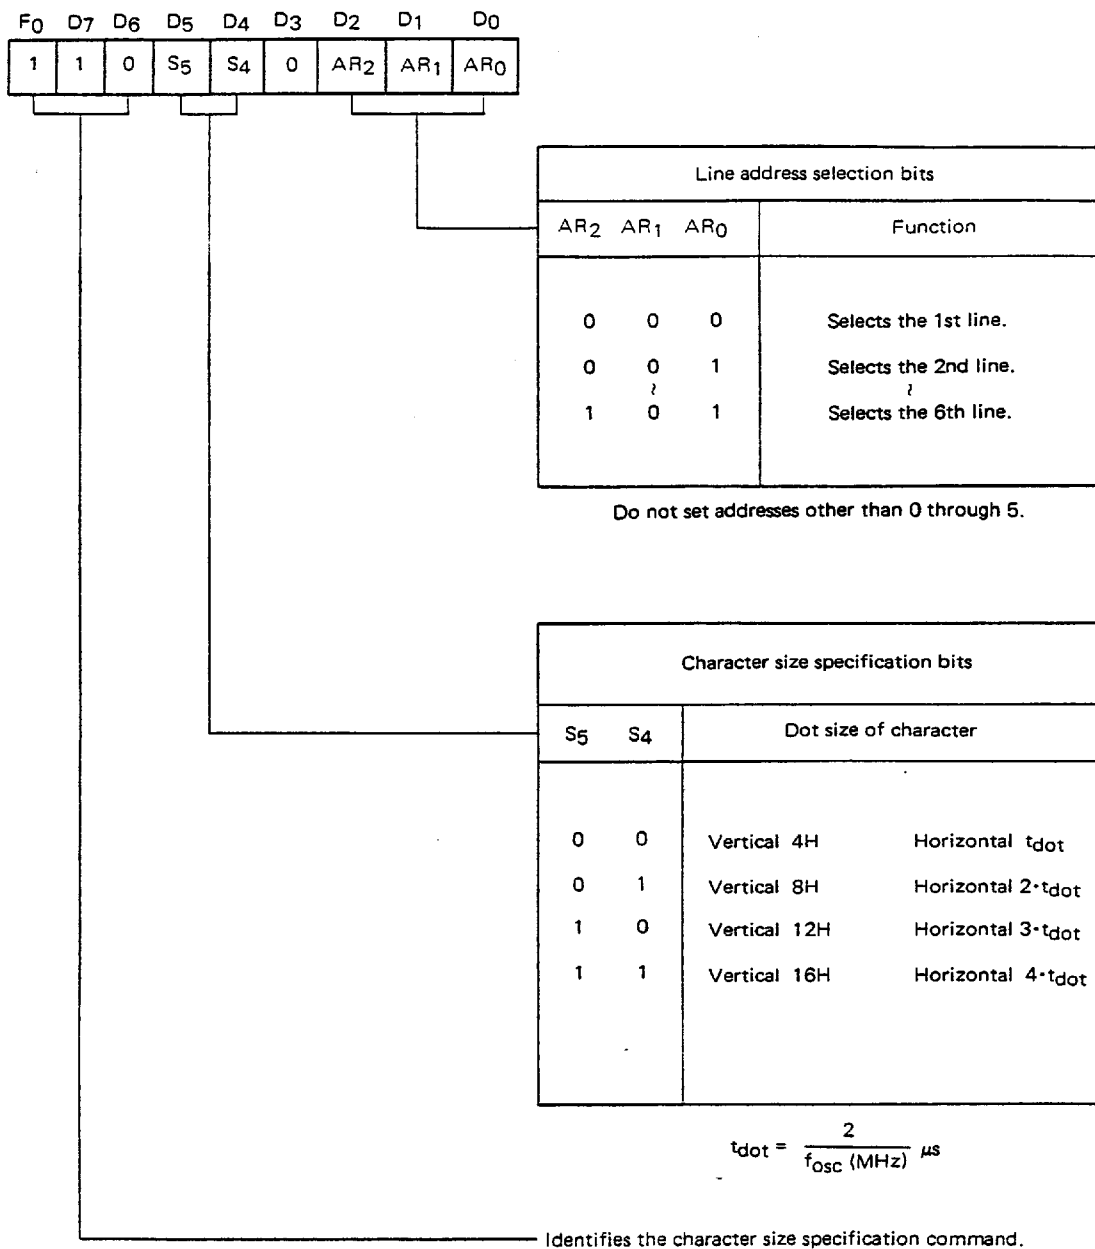 F0 D7 D6 D5 D4 D3 D2 D1 D0
1 1 0 S5 S4 0 AR2 AR1 AR0
Line address selection bits
AR2 AR1 AR0 Function
0 0 0 Selects the 1st line.
0 0 1 Selects the 2nd line.
≀ ≀
1 0 1 Selects the 6th line.
Do not set addresses other than 0 through 5.
Character size specification bits
S5 S4 Dot size of character
0 0 Vertical 4H Horizontal tdot
0 1 Vertical 8H Horizontal 2·tdot
1 0 Vertical 12H Horizontal 3·tdot
1 1 Vertical 16H Horizontal 4·tdot
tdot = 2 / fosc (MHz) μs
Identifies the character size specification command.